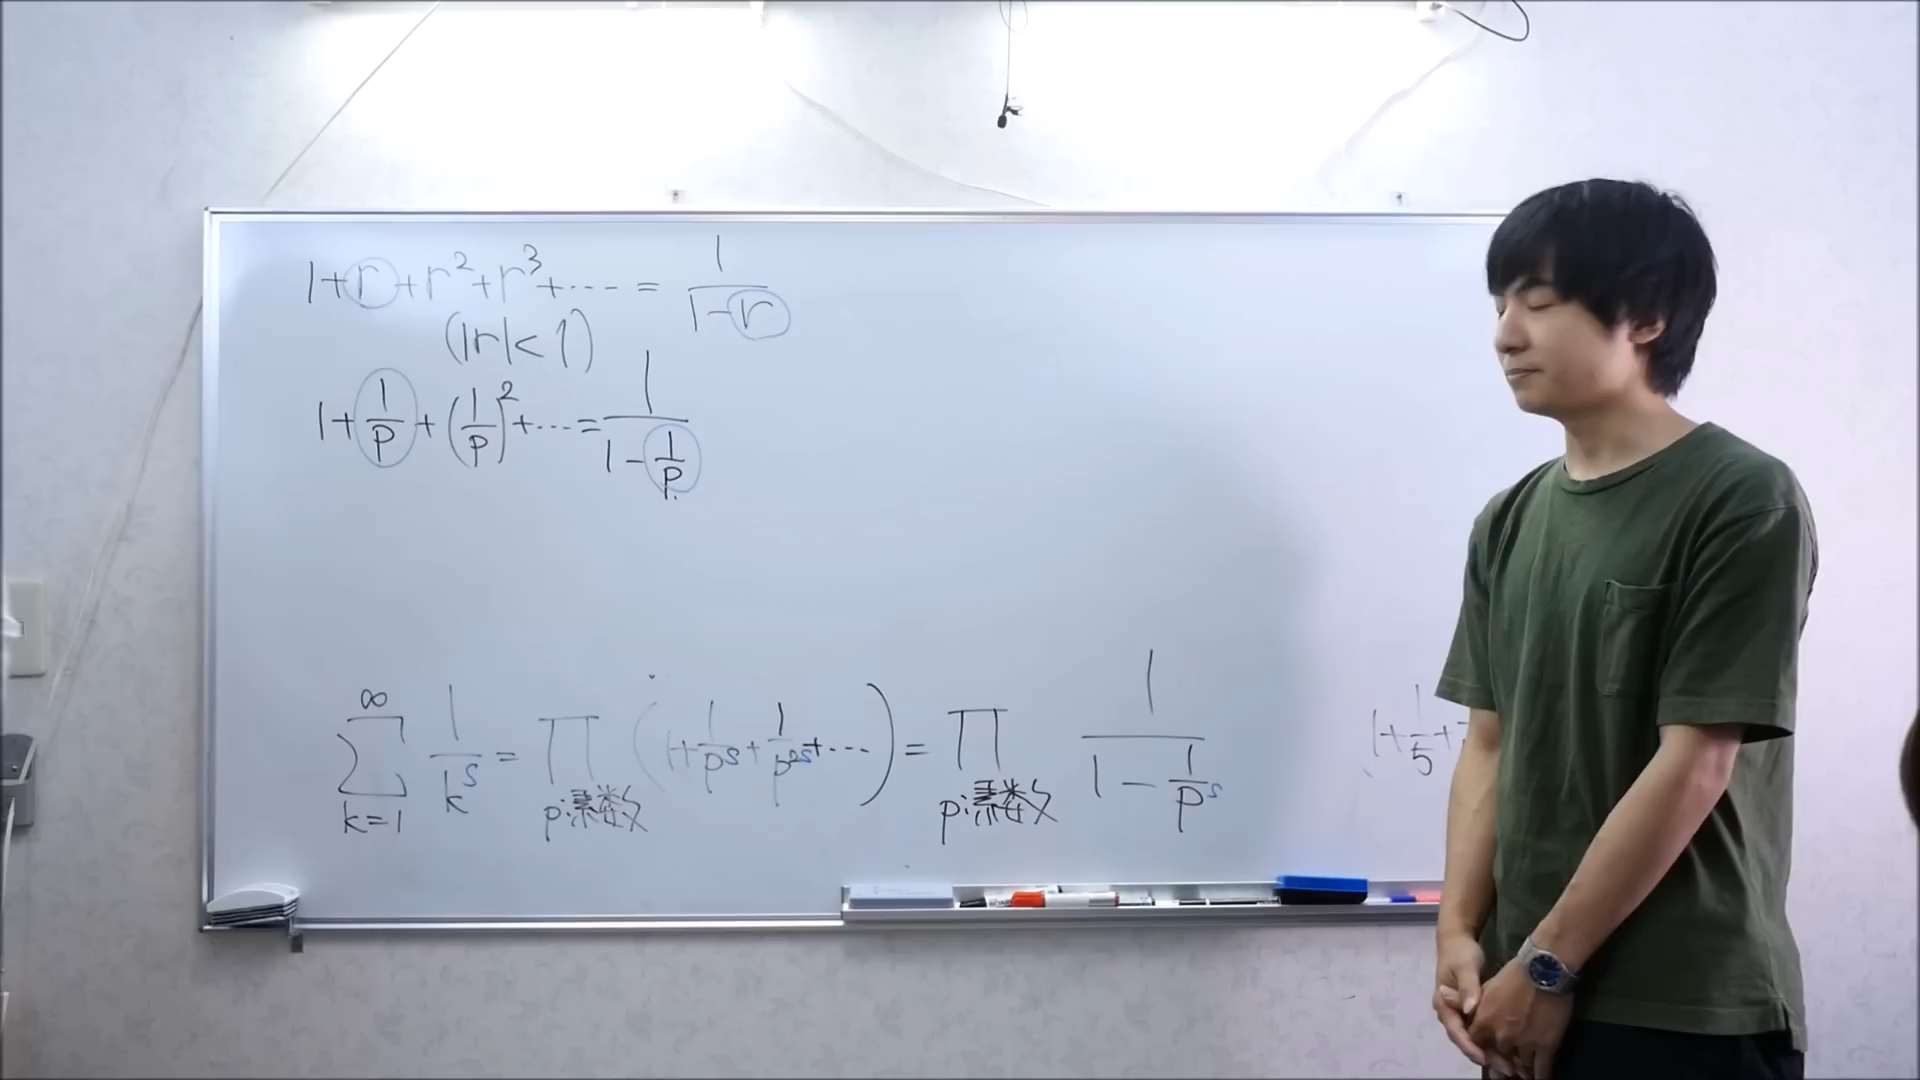 1+r+r²+r³+⋯ = 1/(1-r)
(|r|<1)
1+1/p+(1/p)²+⋯=1/(1-1/p)
∑_{k=1}^{∞} 1/k^s = ∏_{p:素数} (1+1/p^s+1/p^{2s}+⋯) = ∏_{p:素数} 1/(1-1/p^s)
1+1/5+